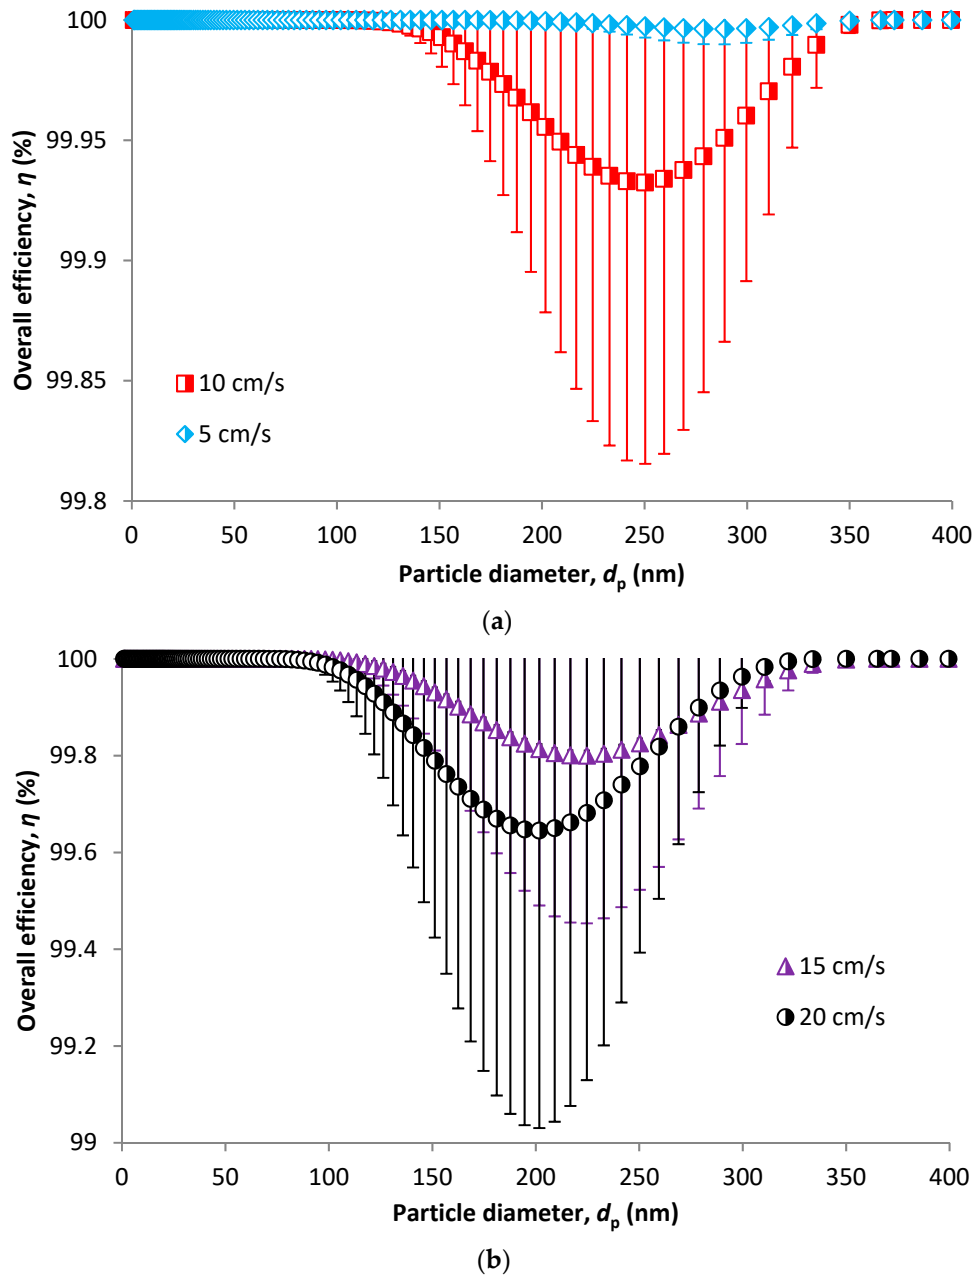 100
99.95
99.9
99.85
99.8
Overall efficiency, η (%)
10 cm/s
5 cm/s
0 50 100 150 200 250 300 350 400
Particle diameter, dp (nm)
(a)
100
99.8
99.6
99.4
99.2
99
Overall efficiency, η (%)
15 cm/s
20 cm/s
0 50 100 150 200 250 300 350 400
Particle diameter, dp (nm)
(b)